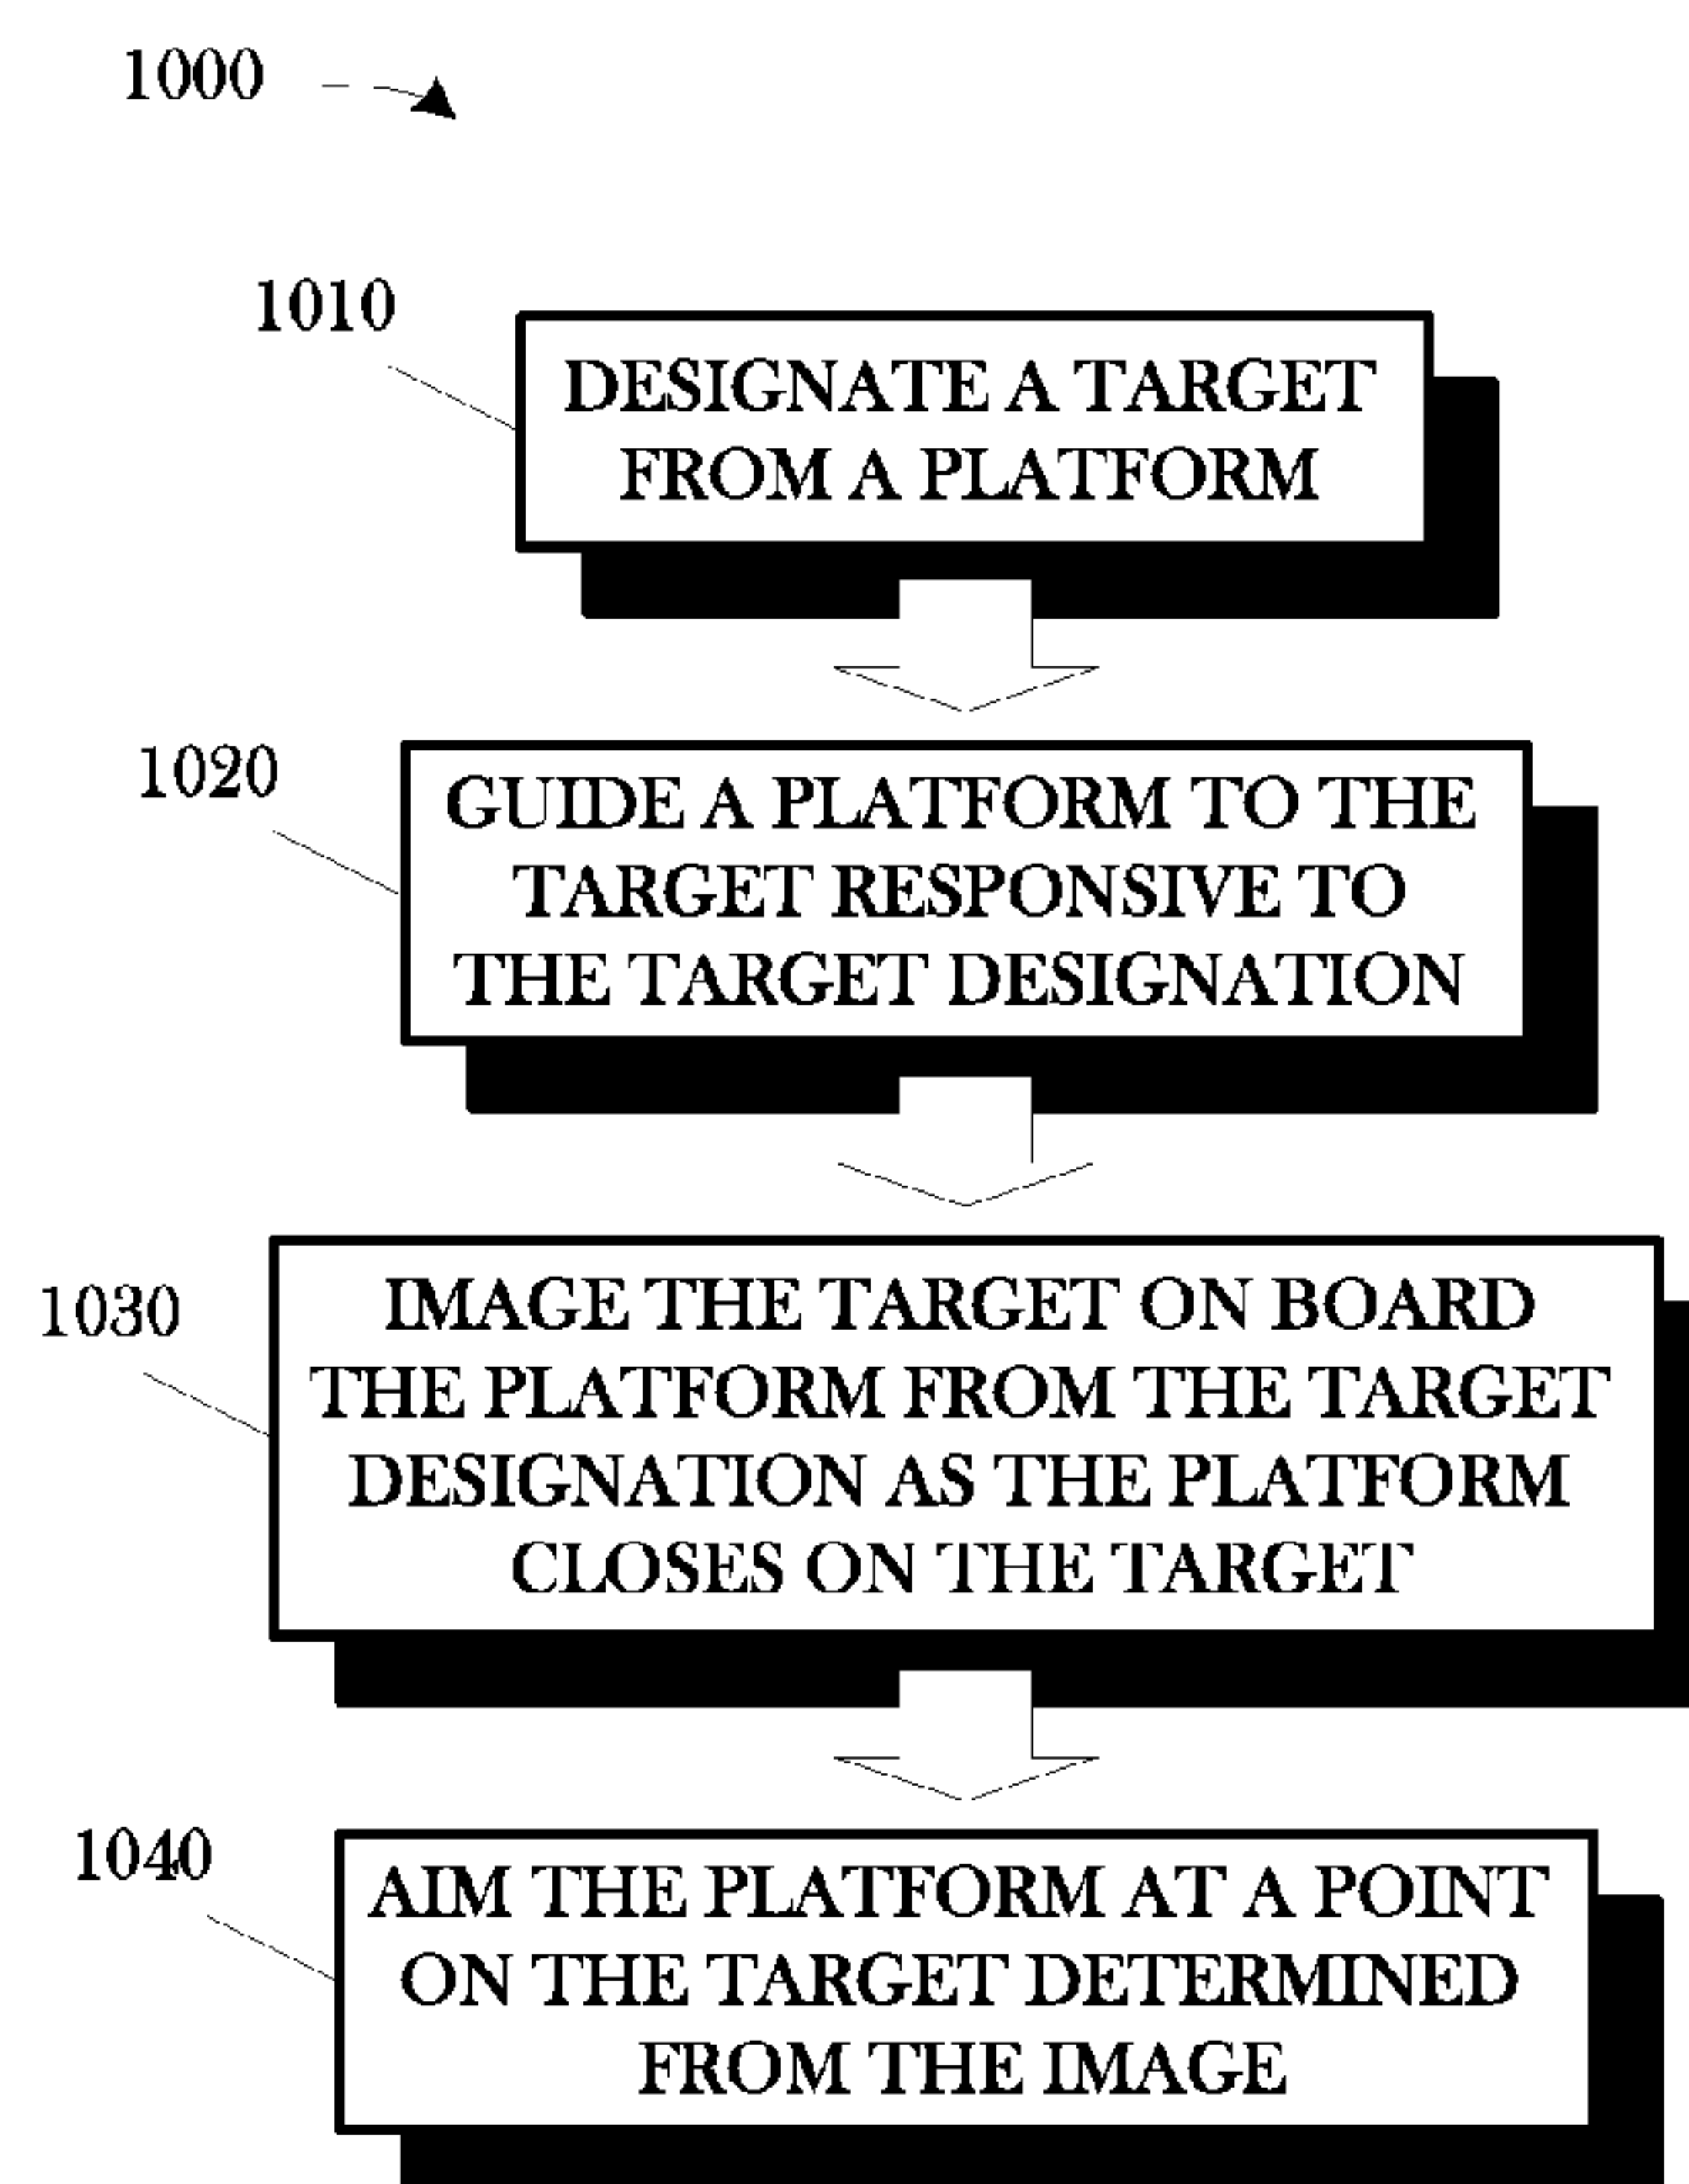 1000
1010
DESIGNATE A TARGET
FROM A PLATFORM
1020
GUIDE A PLATFORM TO THE
TARGET RESPONSIVE TO
THE TARGET DESIGNATION
1030
IMAGE THE TARGET ON BOARD
THE PLATFORM FROM THE TARGET
DESIGNATION AS THE PLATFORM
CLOSES ON THE TARGET
1040
AIM THE PLATFORM AT A POINT
ON THE TARGET DETERMINED
FROM THE IMAGE